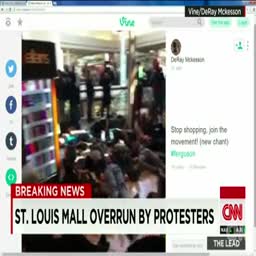 Vine/DeRay Mckesson
Vine
DeRay Mckesson
Stop shopping, join the
movement! (new chant)
#ferguson
BREAKING NEWS
ST. LOUIS MALL OVERRUN BY PROTESTERS
CNN
THE LEAD